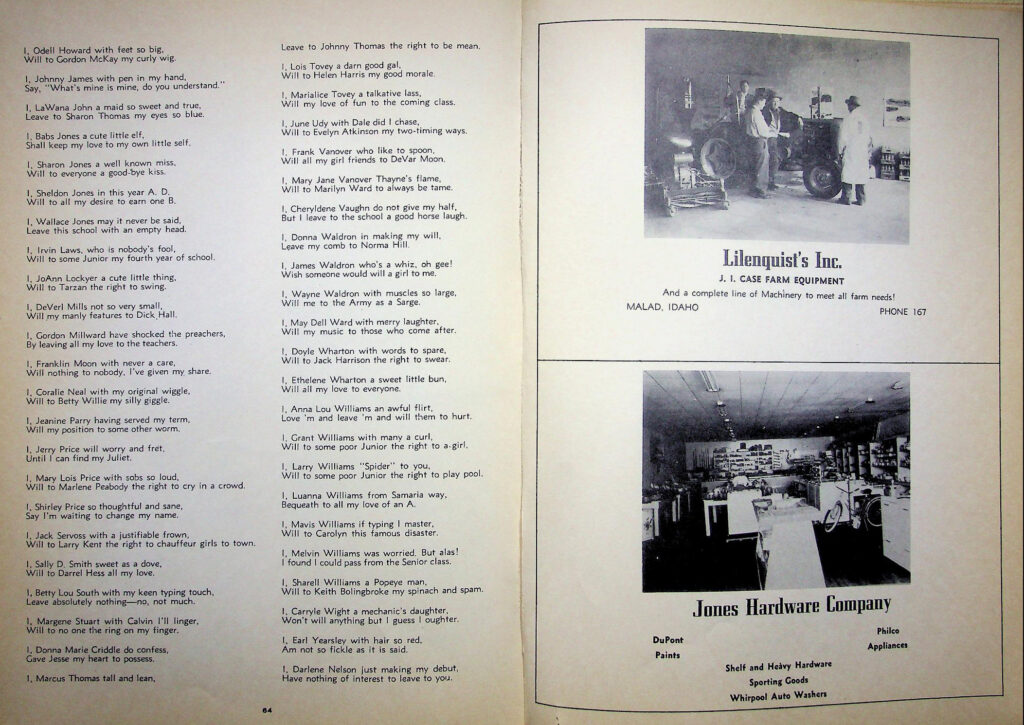 I, Odell Howard with feet so big,
Will to Gordon McKay my curly wig.
I, Johnny James with pen in my hand,
Say, "What's mine is mine, do you understand."
I, LaWana John a maid so sweet and true,
Leave to Sharon Thomas my eyes so blue.
I, Babs Jones a cute little elf,
Shall keep my love to my own little self.
I, Sharon Jones a well known miss,
Will to everyone a good-bye kiss.
I, Sheldon Jones in this year A. D.
Will to all my desire to earn one B.
I, Wallace Jones may it never be said,
Leave this school with an empty head.
I, Irvin Laws, who is nobody's fool,
Will to some Junior my fourth year of school.
I, JoAnn Lockyer a cute little thing,
Will to Tarzan the right to swing.
I, DeVerl Mills not so very small,
Will my manly features to Dick Hall.
I, Gordon Millward have shocked the preachers,
By leaving all my love to the teachers.
I, Franklin Moon with never a care,
Will nothing to nobody, I've given my share.
I, Coralie Neal with my original wiggle,
Will to Betty Willie my silly giggle.
I, Jeanine Parry having served my term,
Will my position to some other worm.
I, Jerry Price will worry and fret,
Until I can find my Juliet.
I, Mary Lois Price with sobs so loud,
Will to Marlene Peabody the right to cry in a crowd.
I, Shirley Price so thoughtful and sane,
Say I'm waiting to change my name.
I, Jack Servoss with a justifiable frown,
Will to Larry Kent the right to chauffeur girls to town.
I, Sally D. Smith sweet as a dove,
Will to Darrel Hess all my love.
I, Betty Lou South with my keen typing touch,
Leave absolutely nothing—no, not much.
I, Margene Stuart with Calvin I'll linger,
Will to no one the ring on my finger.
I, Donna Marie Criddle do confess,
Gave Jesse my heart to possess.
I, Marcus Thomas tall and lean,
Leave to Johnny Thomas the right to be mean.
I, Lois Tovey a darn good gal,
Will to Helen Harris my good morale.
I, Marialice Tovey a talkative lass,
Will my love of fun to the coming class.
I, June Udy with Dale did I chase,
Will to Evelyn Atkinson my two-timing ways.
I, Frank Vanover who like to spoon,
Will all my girl friends to DeVar Moon.
I, Mary Jane Vanover Thayne's flame,
Will to Marilyn Ward to always be tame.
I, Cheryldene Vaughn do not give my half,
But I leave to the school a good horse laugh.
I, Donna Waldron in making my will,
Leave my comb to Norma Hill.
I, James Waldron who's a whiz, oh gee!
Wish someone would will a girl to me.
I, Wayne Waldron with muscles so large,
Will me to the Army as a Sarge.
I, May Dell Ward with merry laughter,
Will my music to those who come after.
I, Doyle Wharton with words to spare,
Will to Jack Harrison the right to swear.
I, Ethelene Wharton a sweet little bun,
Will all my love to everyone.
I, Anna Lou Williams an awful flirt,
Love 'm and leave 'm and will them to hurt.
I, Grant Williams with many a curl,
Will to some poor Junior the right to a-girl.
I, Larry Williams "Spider" to you,
Will to some poor Junior the right to play pool.
I, Luanna Williams from Samaria way,
Bequeath to all my love of an A.
I, Mavis Williams if typing I master,
Will to Carolyn this famous disaster.
I, Melvin Williams was worried. But alas!
I found I could pass from the Senior class.
I, Sharell Williams a Popeye man,
Will to Keith Bolingbroke my spinach and spam.
I, Carryle Wight a mechanic's daughter,
Won't will anything but I guess I oughter.
I, Earl Yearsley with hair so red,
Am not so fickle as it is said.
I, Darlene Nelson just making my debut,
Have nothing of interest to leave to you.
64
Lilenquist's Inc.
J. I. CASE FARM EQUIPMENT
And a complete line of Machinery to meet all farm needs!
MALAD, IDAHO
PHONE 167
Jones Hardware Company
DuPont
Paints
Philco
Appliances
Shelf and Heavy Hardware
Sporting Goods
Whirpool Auto Washers